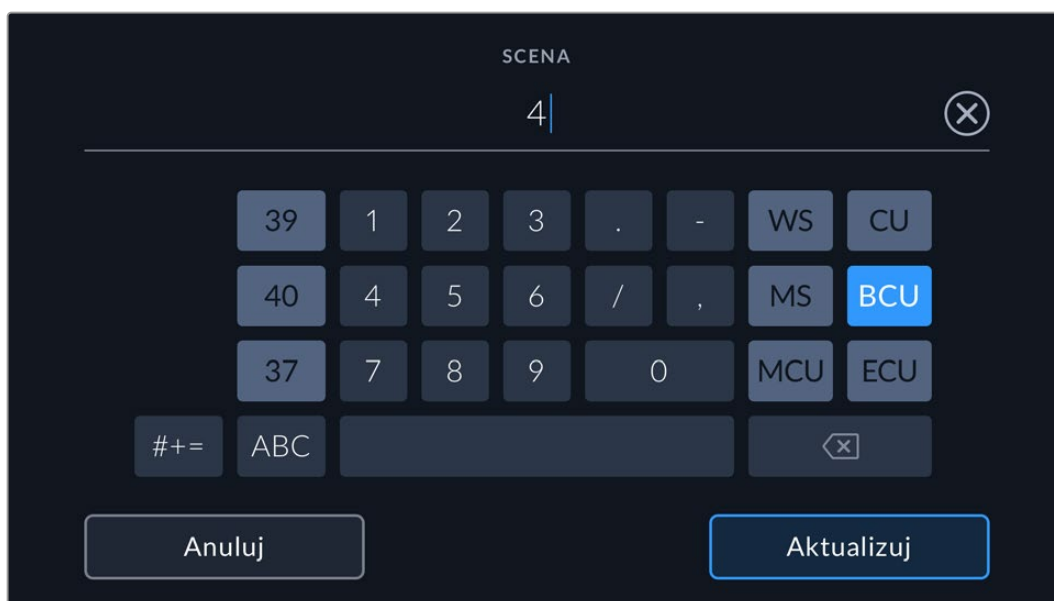 SCENA
4
39 1 2 3 . - WS CU
40 4 5 6 / , MS BCU
37 7 8 9 0 MCU ECU
#+= ABC
Anuluj Aktualizuj